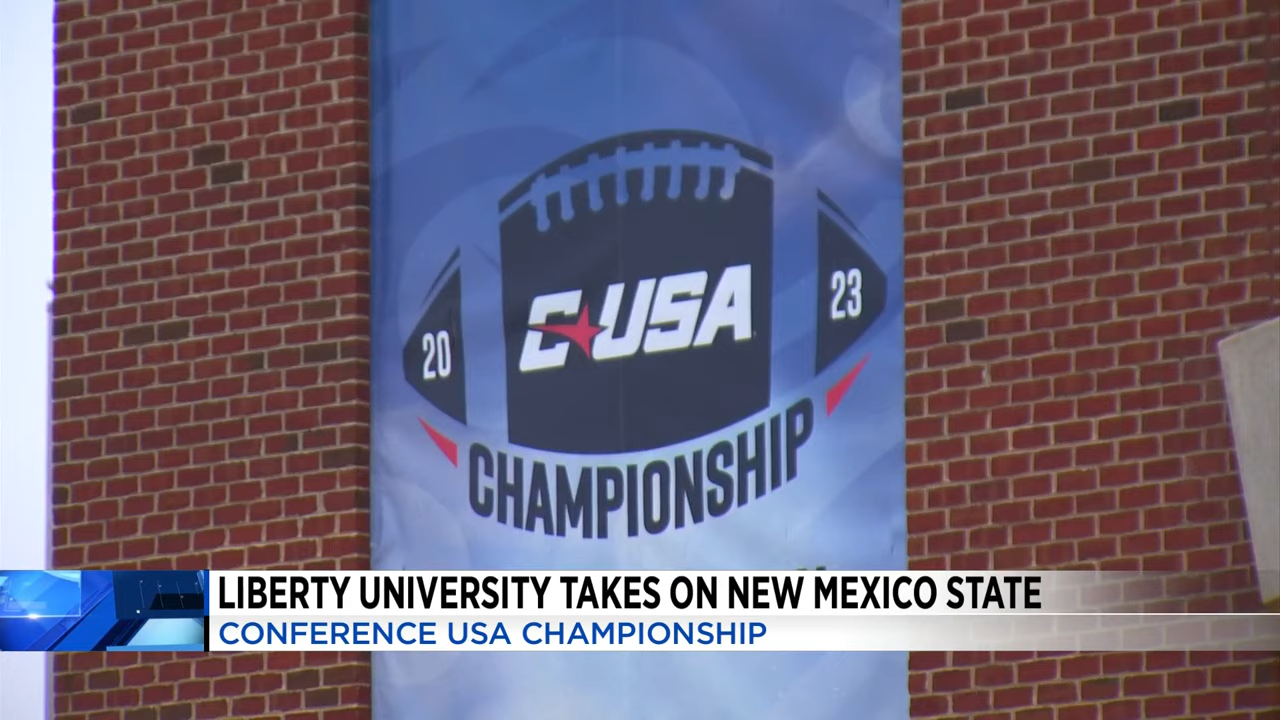 C USA
20
23
CHAMPIONSHIP
LIBERTY UNIVERSITY TAKES ON NEW MEXICO STATE
CONFERENCE USA CHAMPIONSHIP